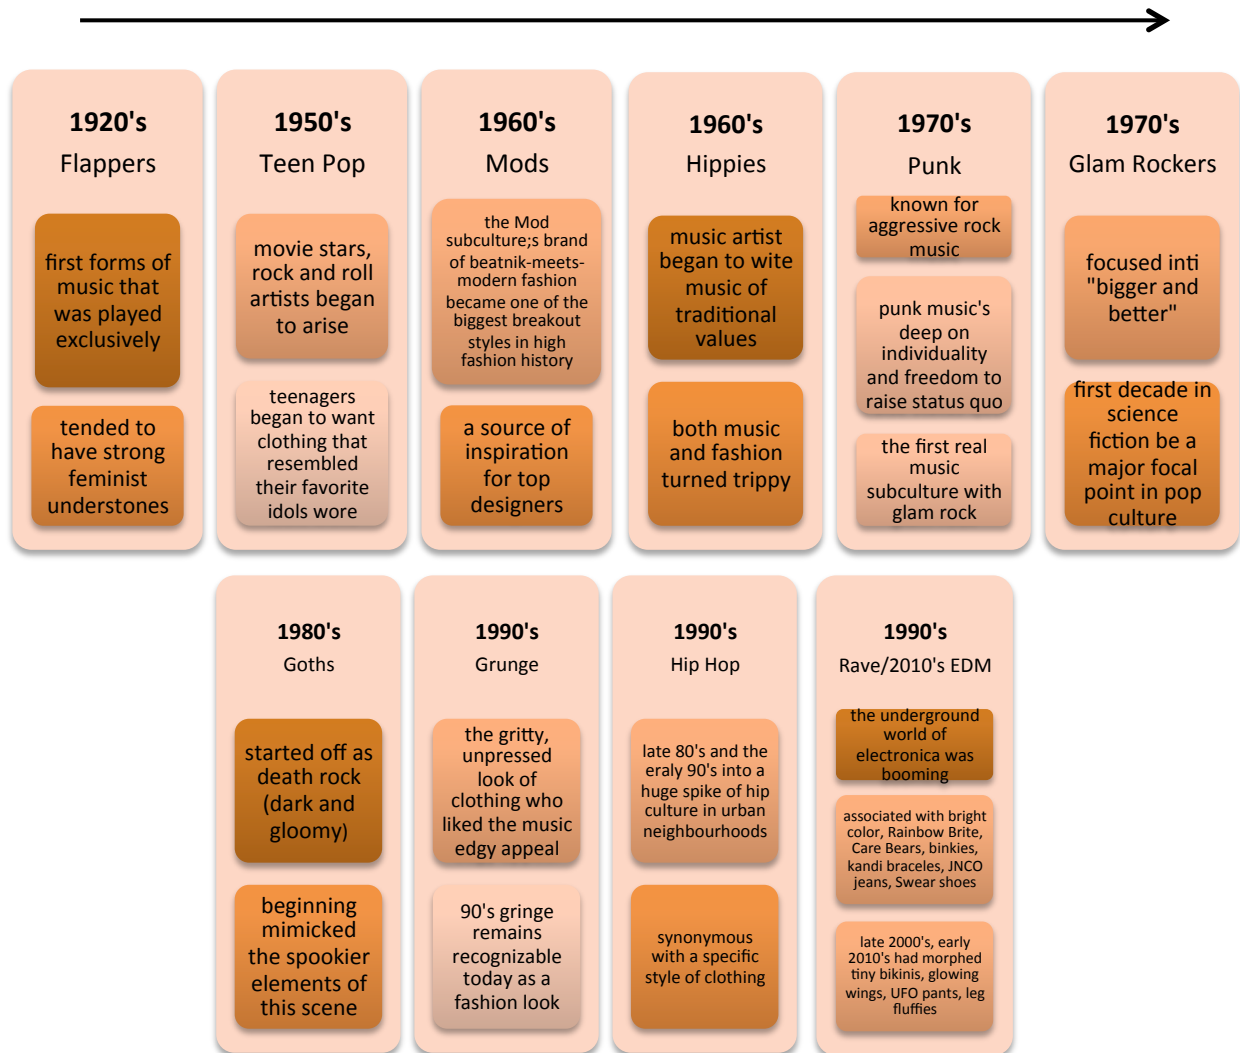 1920's
Flappers
first forms of
music that
was played
exclusively
tended to
have strong
feminist
understones
1950's
Teen Pop
movie stars,
rock and roll
artists began
to arise
teenagers
began to want
clothing that
resembled
their favorite
idols wore
1960's
Mods
the Mod
subculture;s brand
of beatnik-meets-
modern fashion
became one of the
biggest breakout
styles in high
fashion history
a source of
inspiration
for top
designers
1960's
Hippies
music artist
began to wite
music of
traditional
values
both music
and fashion
turned trippy
1970's
Punk
known for
aggressive rock
music
punk music's
deep on
individuality
and freedom to
raise status quo
the first real
music
subculture with
glam rock
1970's
Glam Rockers
focused inti
"bigger and
better"
first decade in
science
fiction be a
major focal
point in pop
culture
1980's
Goths
started off as
death rock
(dark and
gloomy)
beginning
mimicked
the spookier
elements of
this scene
1990's
Grunge
the gritty,
unpressed
look of
clothing who
liked the music
edgy appeal
90's gringe
remains
recognizable
today as a
fashion look
1990's
Hip Hop
late 80's and the
eraly 90's into a
huge spike of hip
culture in urban
neighbourhoods
synonymous
with a specific
style of clothing
1990's
Rave/2010's EDM
the underground
world of
electronica was
booming
associated with bright
color, Rainbow Brite,
Care Bears, binkies,
kandi braceles, JNCO
jeans, Swear shoes
late 2000's, early
2010's had morphed
tiny bikinis, glowing
wings, UFO pants, leg
fluffies